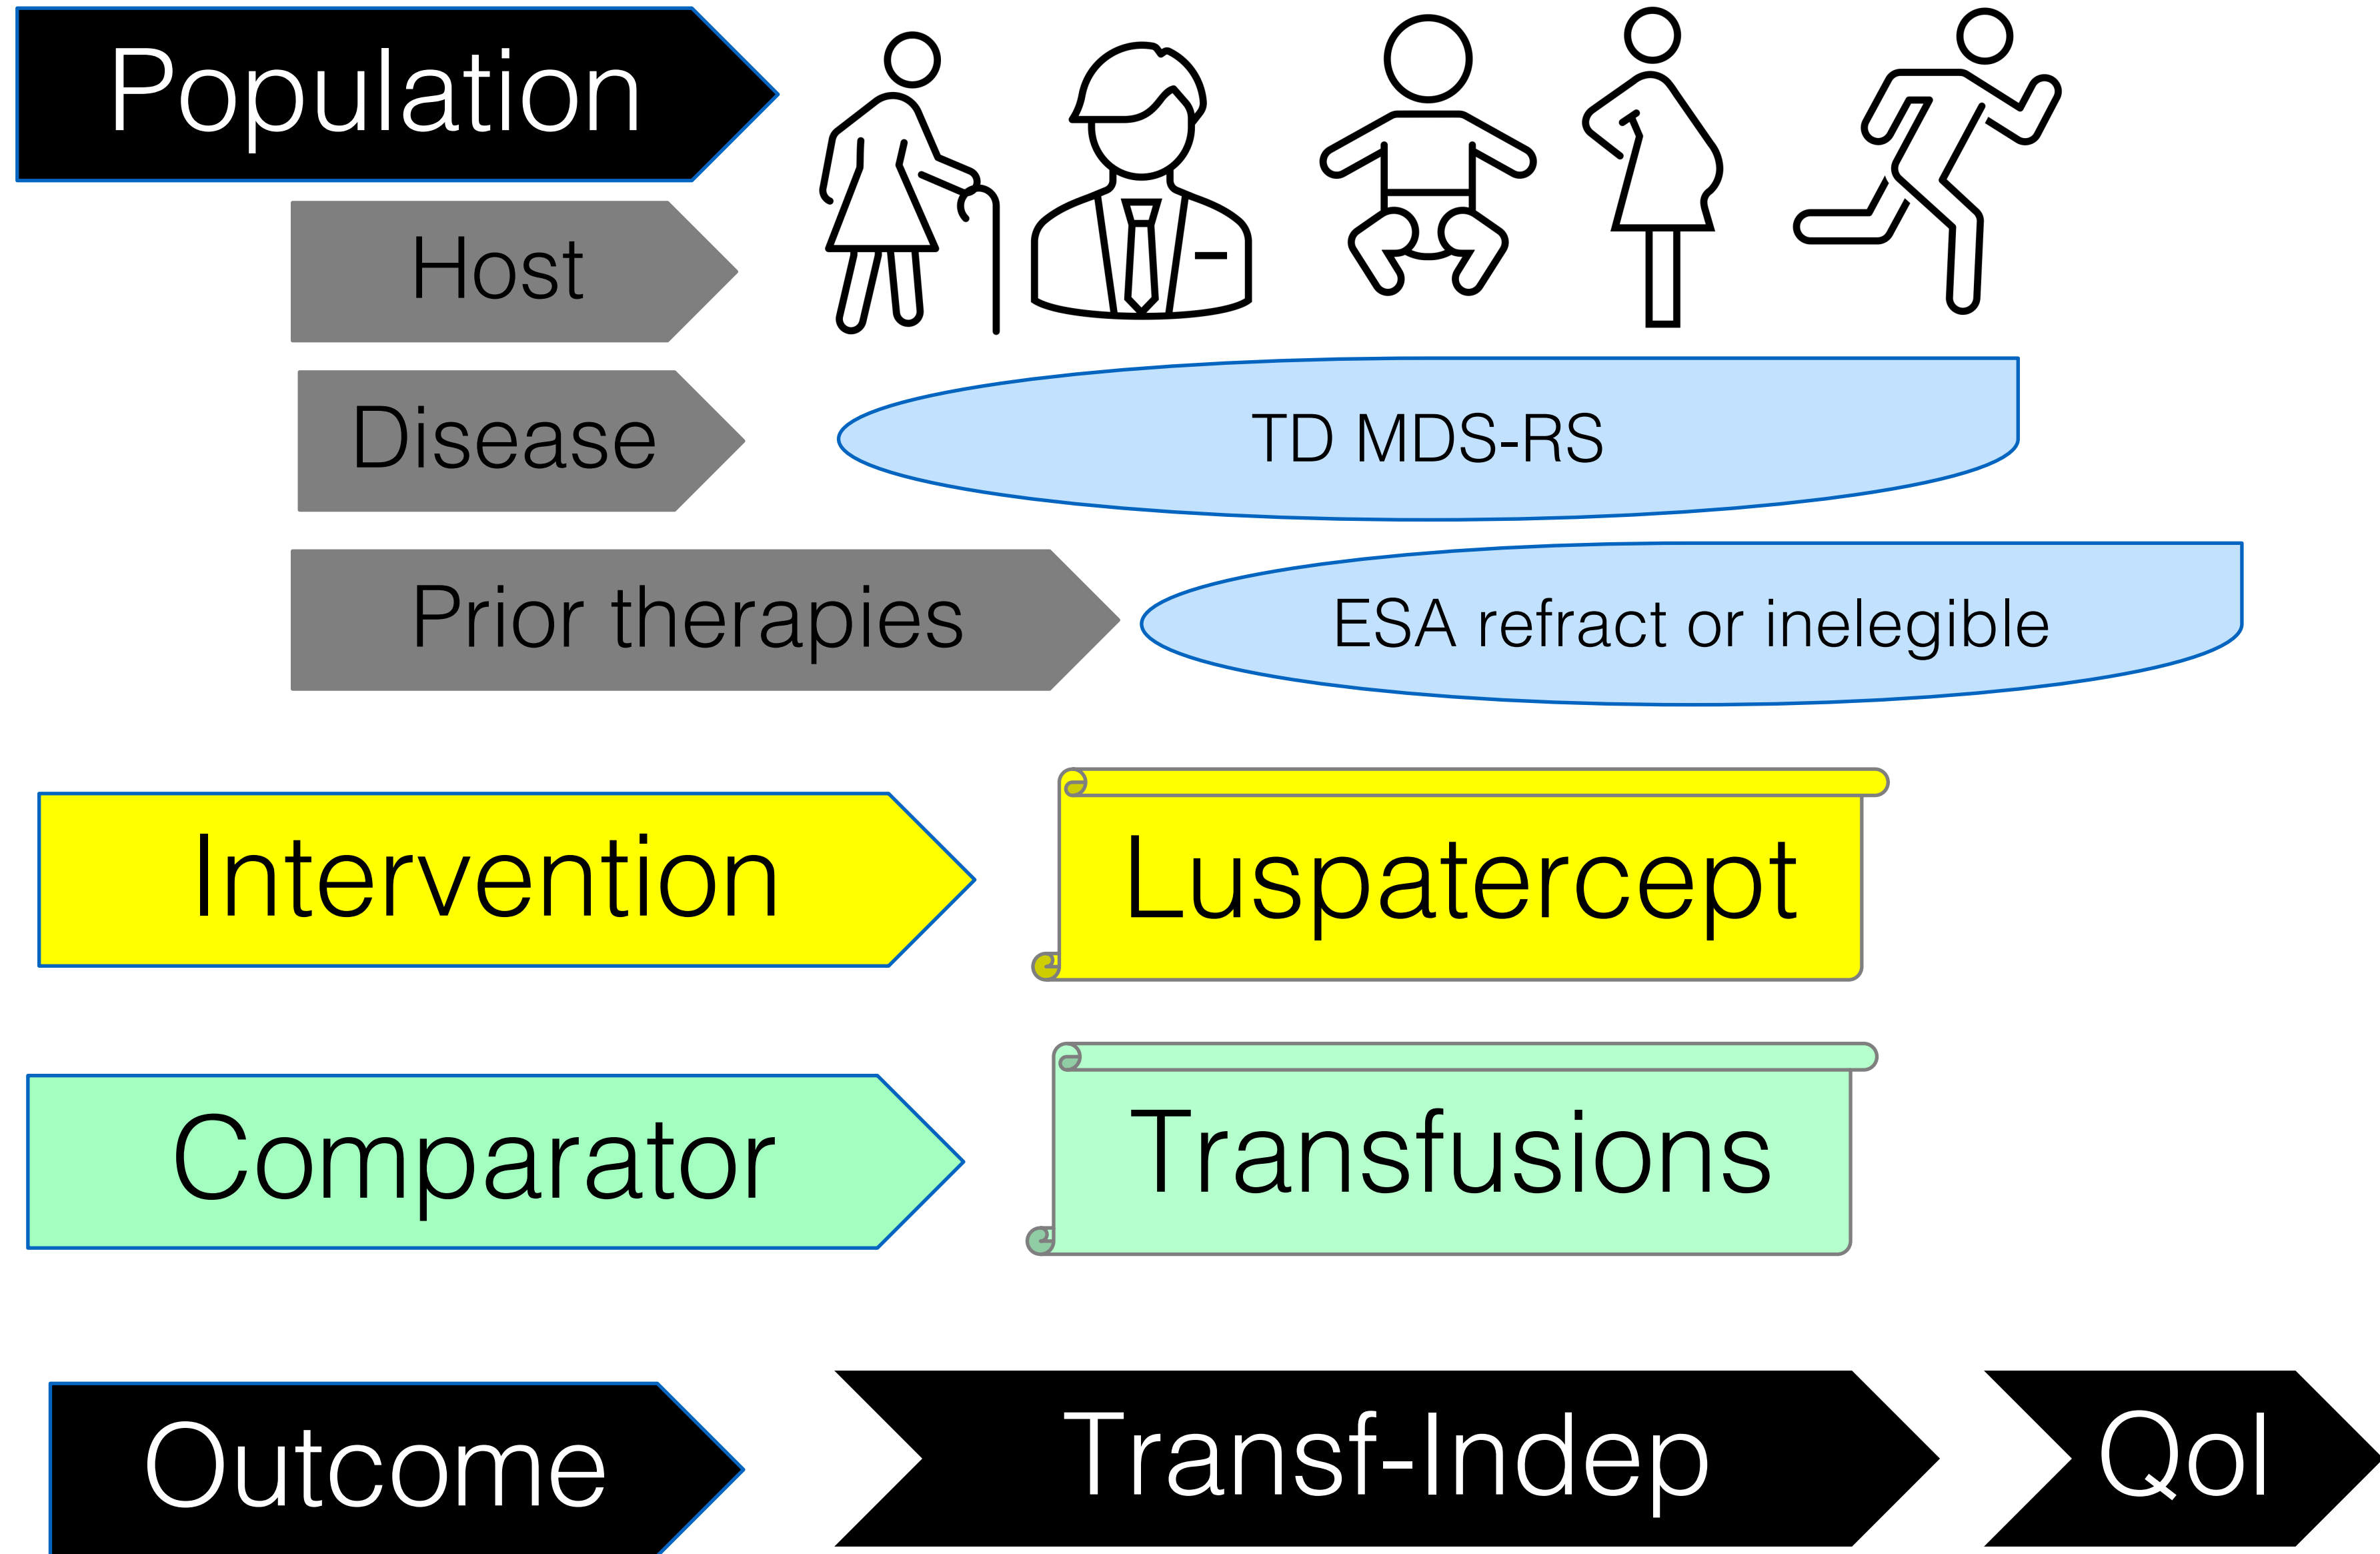 Population
Host
Disease
TD MDS-RS
Prior therapies
ESA refract or inelegible
Intervention
Luspatercept
Comparator
Transfusions
Outcome
Transf-Indep
Qol